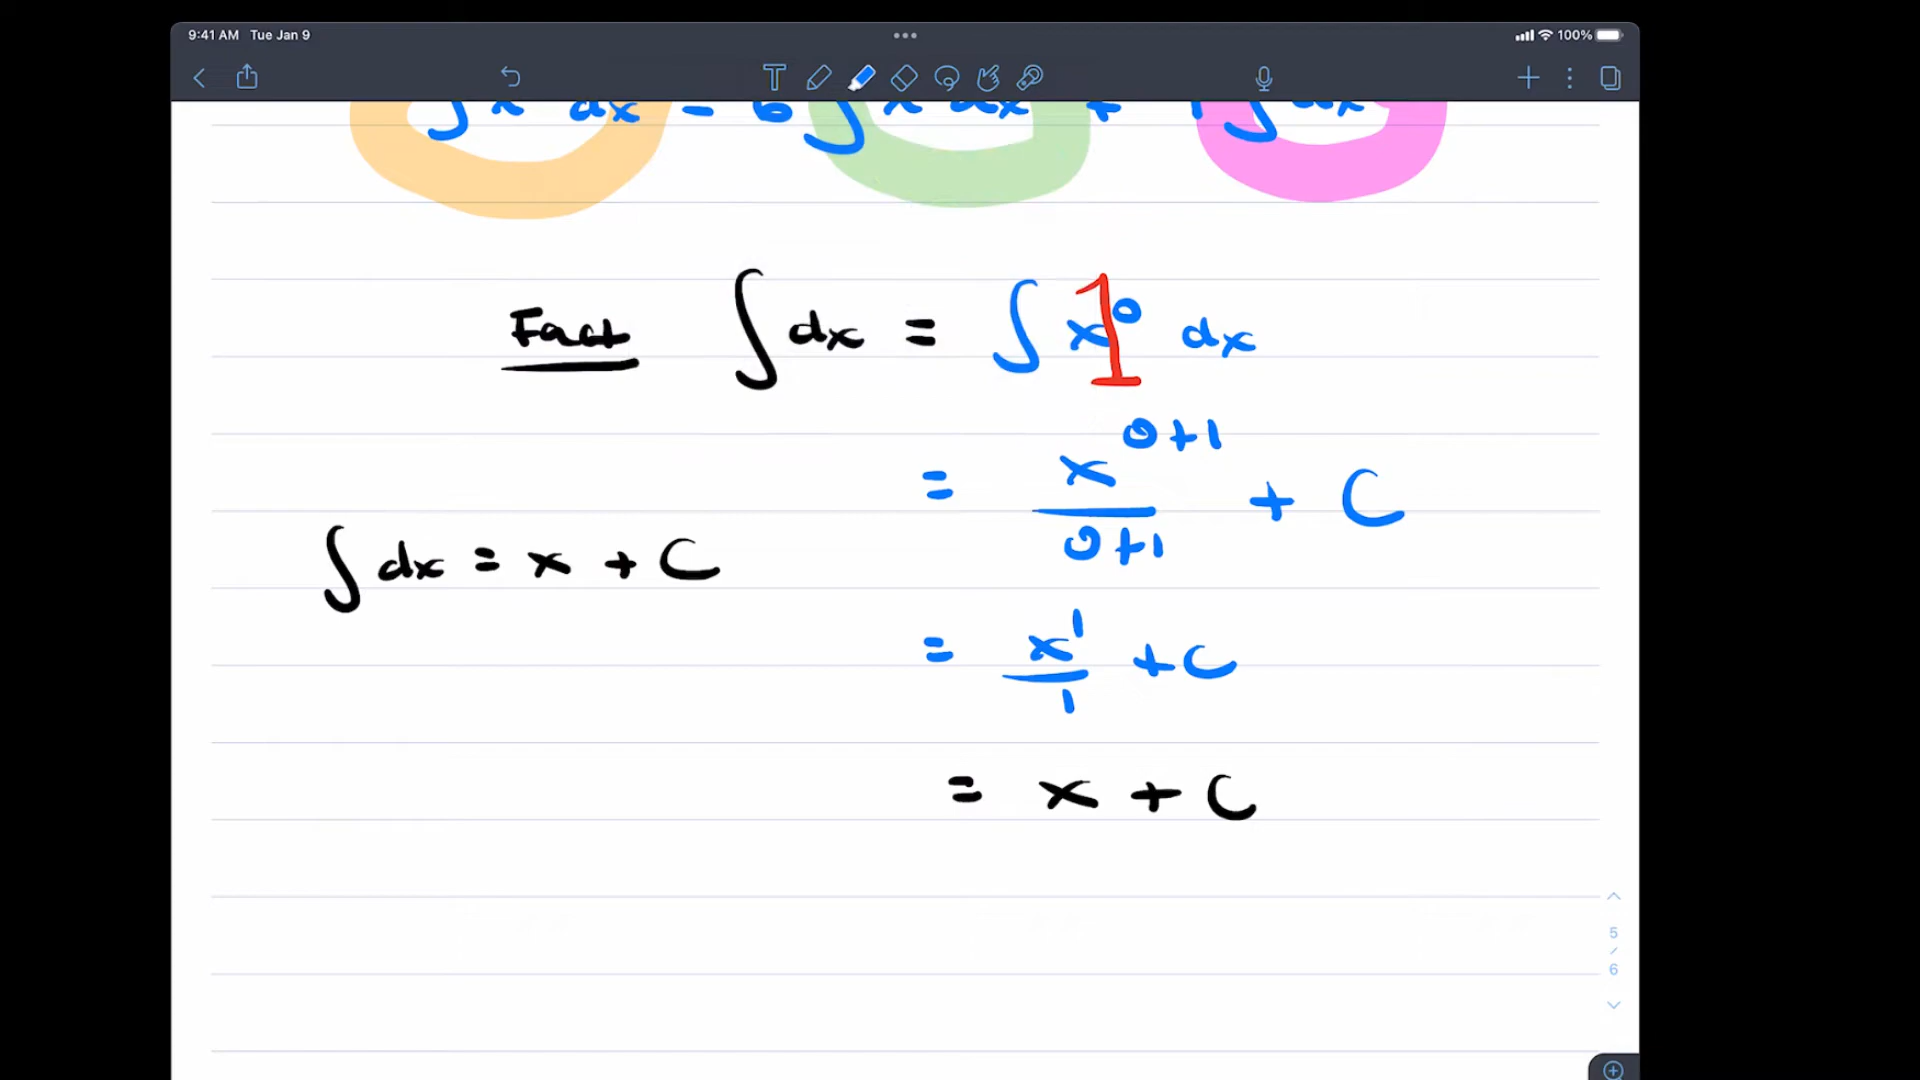 9:41 AM Tue Jan 9 100%
Fact ∫ dx = ∫ x⁰ dx
1
= x^(0+1) / (0+1) + C
∫ dx = x + C
= x¹/1 + C
= x + C
5
/
6